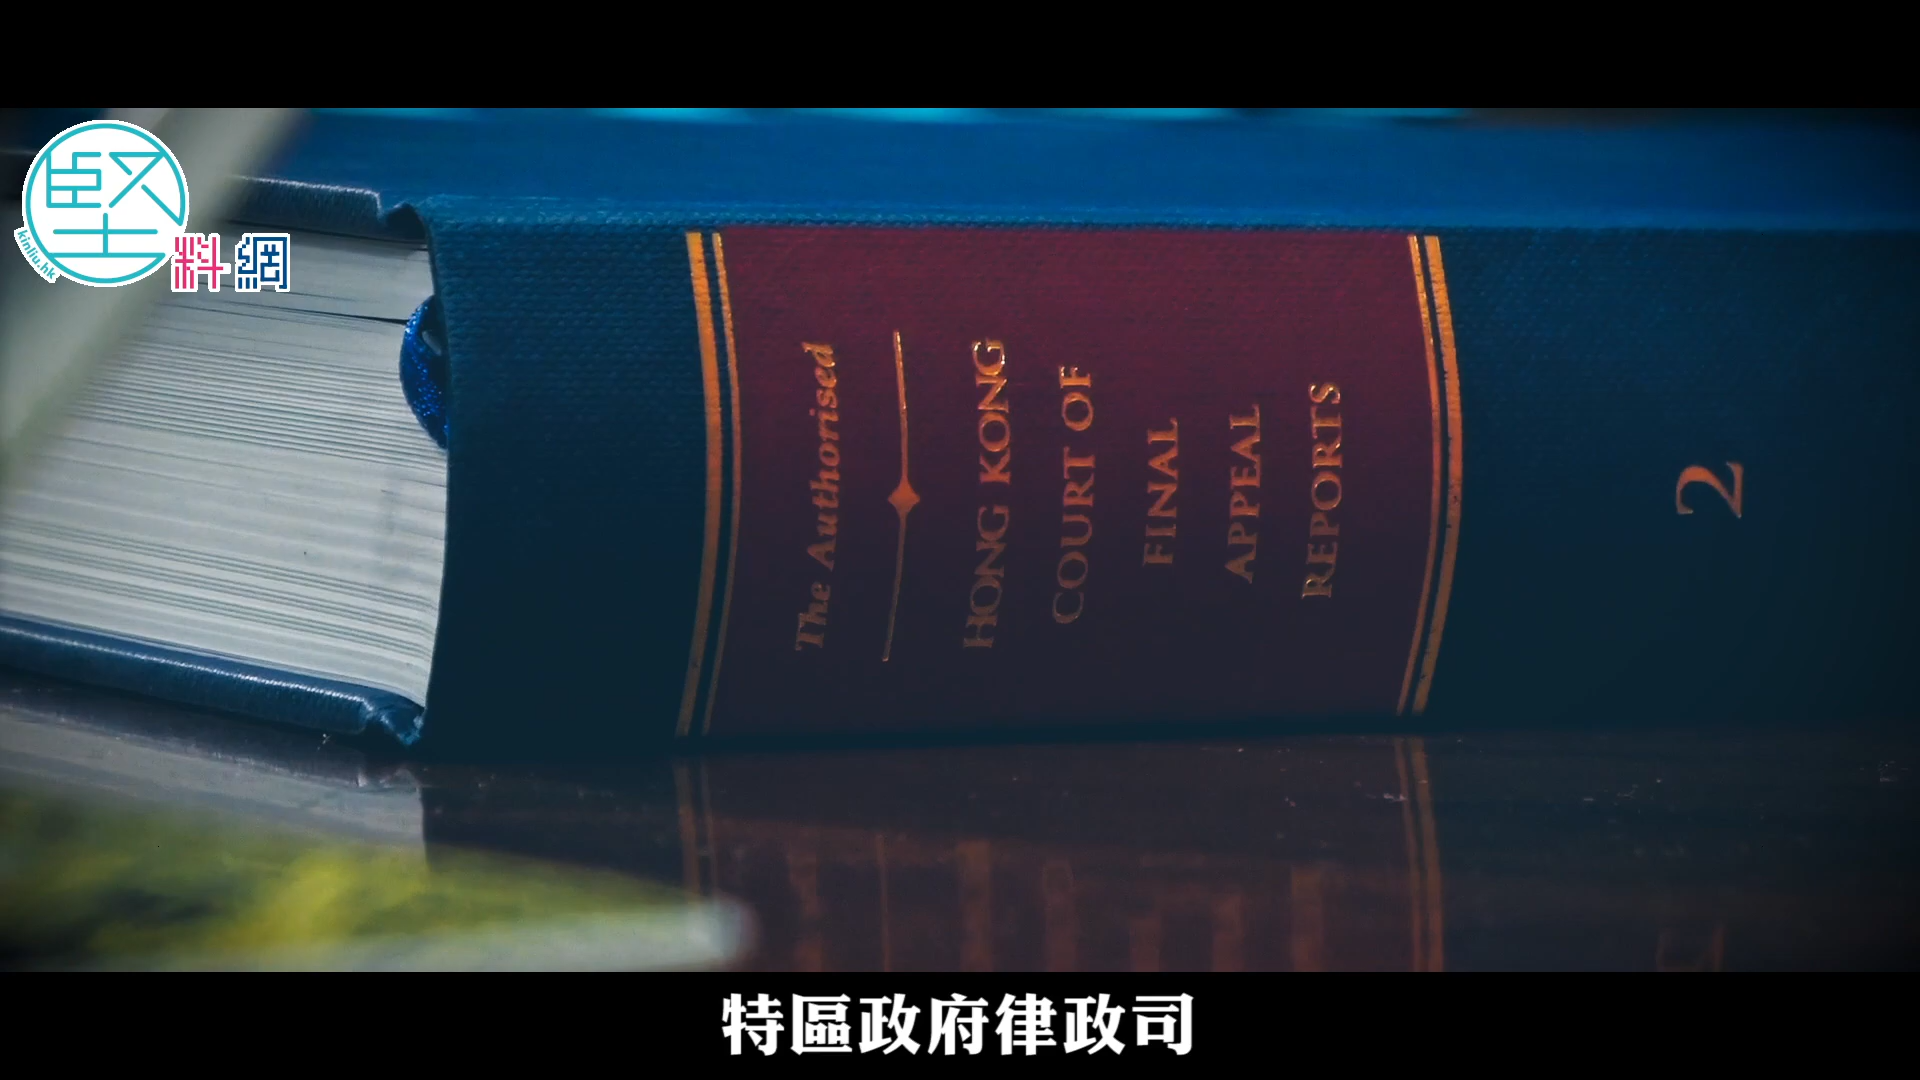 堅
料網
kinliu.hk
The Authorised
HONG KONG
COURT OF
FINAL
APPEAL
REPORTS
2
特區政府律政司